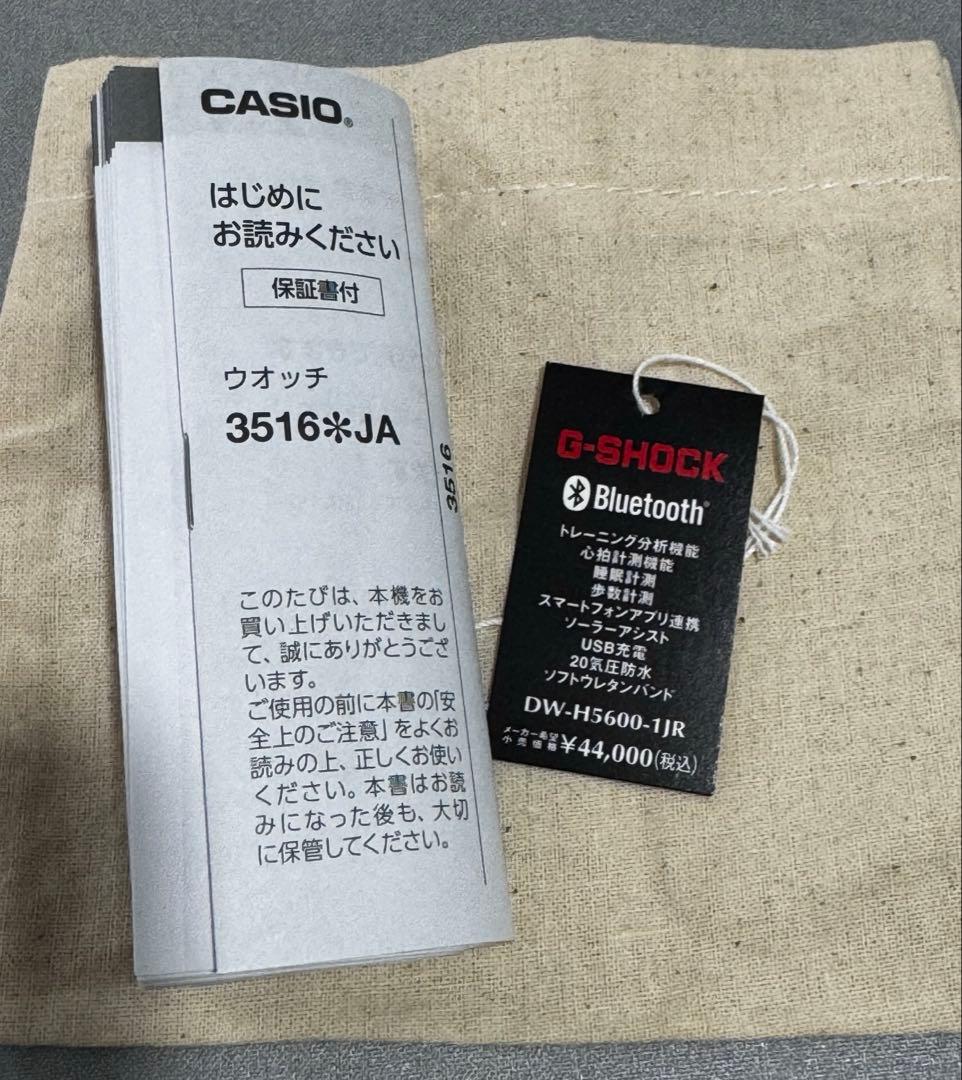 CASIO®
はじめに
お読みください
保証書付
ウオッチ
3516✻JA
3516
このたびは、本機をお
買い上げいただきまし
て、誠にありがとうござ
います。
ご使用の前に本書の「安
全上のご注意」をよくお
読みの上、正しくお使い
ください。本書はお読
みになった後も、大切
に保管してください。
G-SHOCK
Bluetooth®
トレーニング分析機能
心拍計測機能
睡眠計測
歩数計測
スマートフォンアプリ連携
ソーラーアシスト
USB充電
20気圧防水
ソフトウレタンバンド
DW-H5600-1JR
メーカー希望
小売価格 ¥44,000(税込)